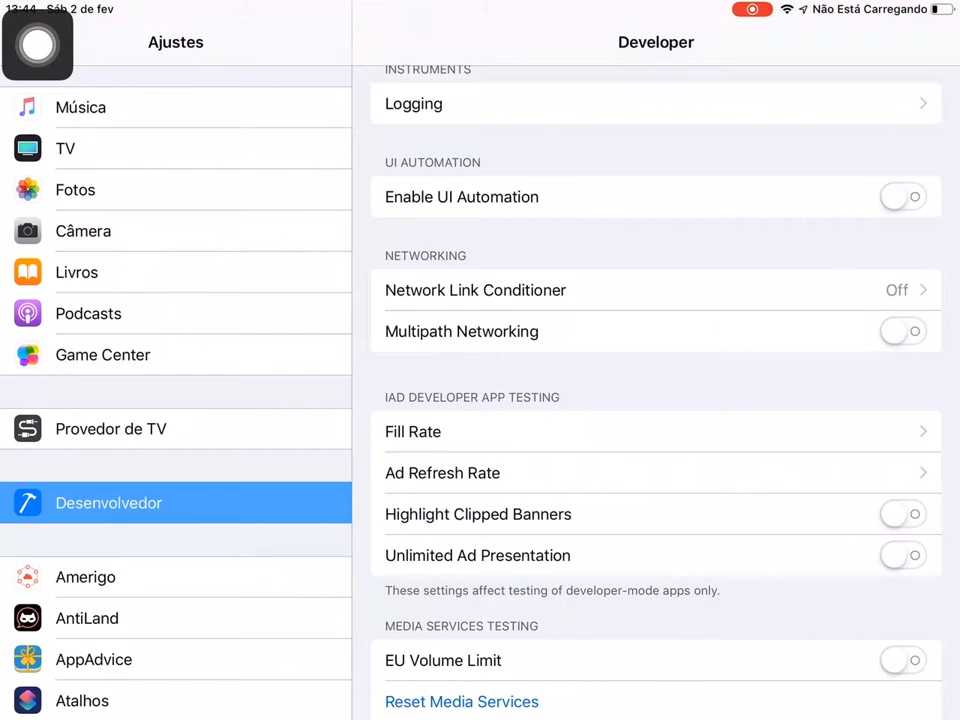 13:44 Sáb 2 de fev
Não Está Carregando
Ajustes
Música
TV
Fotos
Câmera
Livros
Podcasts
Game Center
Provedor de TV
Desenvolvedor
Amerigo
AntiLand
AppAdvice
Atalhos
Developer
INSTRUMENTS
Logging
UI AUTOMATION
Enable UI Automation
NETWORKING
Network Link Conditioner Off
Multipath Networking
IAD DEVELOPER APP TESTING
Fill Rate
Ad Refresh Rate
Highlight Clipped Banners
Unlimited Ad Presentation
These settings affect testing of developer-mode apps only.
MEDIA SERVICES TESTING
EU Volume Limit
Reset Media Services